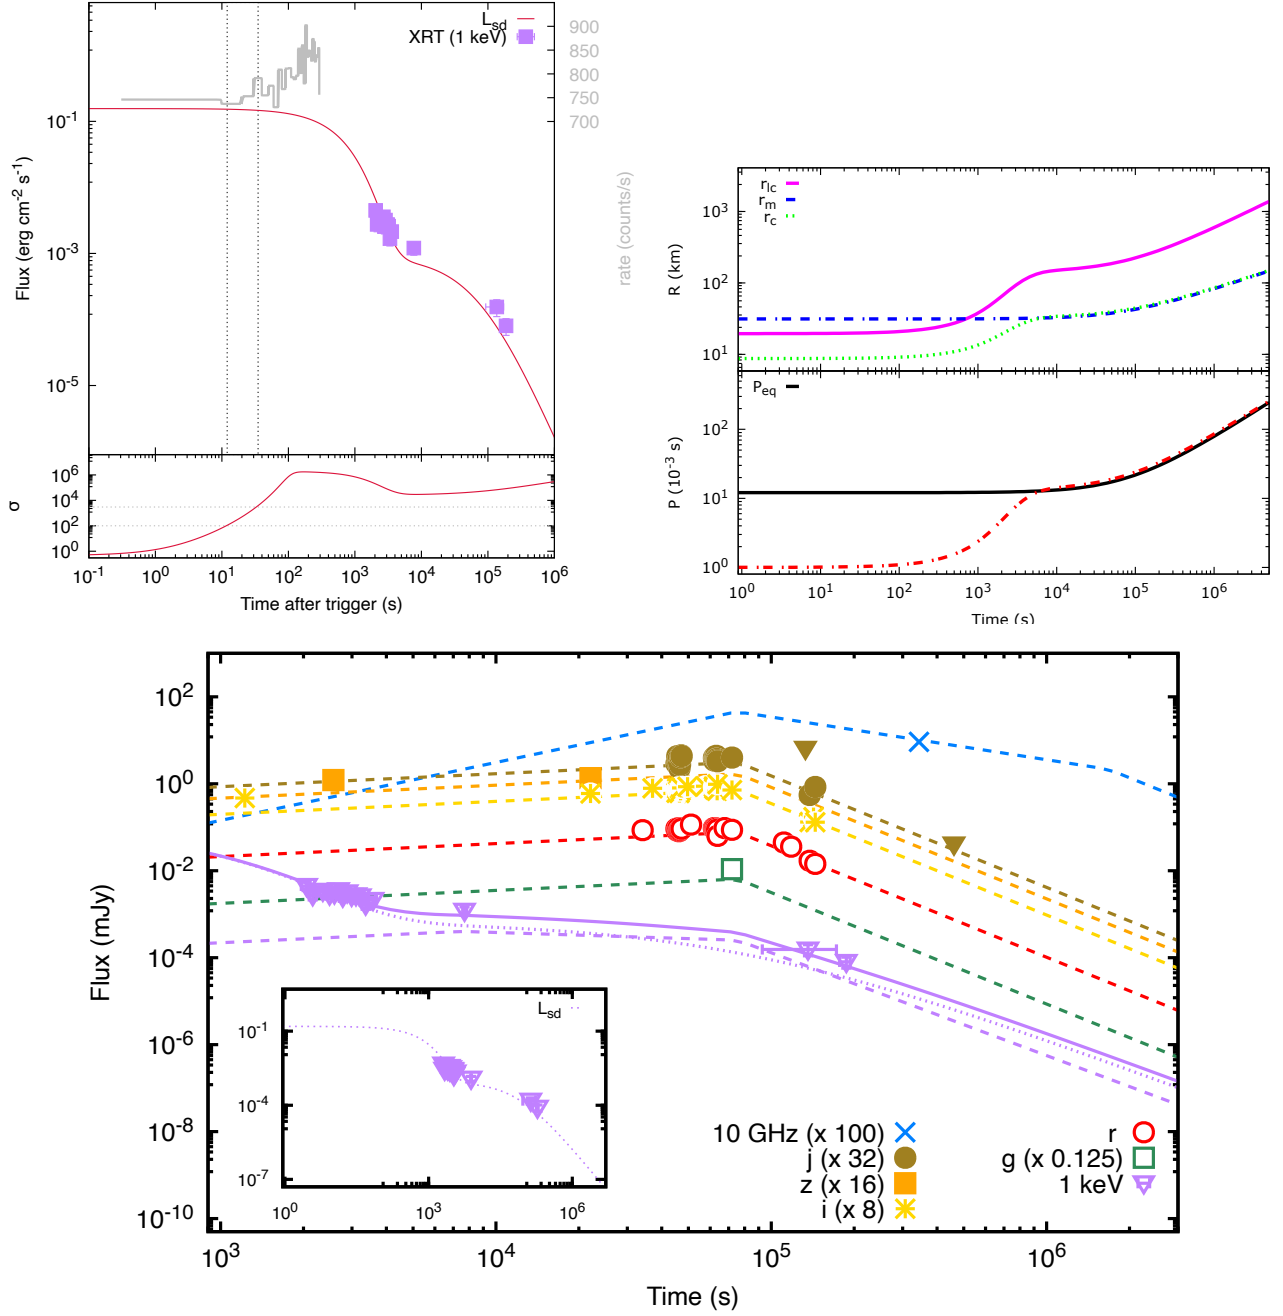 L_sd
XRT (1 keV)
900
850
800
750
700
rate (counts/s)
10^-1
10^-3
10^-5
Flux (erg cm^-2 s^-1)
10^6
10^4
10^2
10^0
σ
10^-1 10^0 10^1 10^2 10^3 10^4 10^5 10^6
Time after trigger (s)
r_lc
r_m
r_c
10^3
10^2
10^1
R (km)
P_eq
10^2
10^1
10^0
P (10^-3 s)
10^0 10^1 10^2 10^3 10^4 10^5 10^6
Time (s)
10^2
10^0
10^-2
10^-4
10^-6
10^-8
10^-10
Flux (mJy)
L_sd
10^-1
10^-4
10^-7
10^0 10^3 10^6
10 GHz (x 100)
j (x 32)
z (x 16)
i (x 8)
r
g (x 0.125)
1 keV
10^3 10^4 10^5 10^6
Time (s)